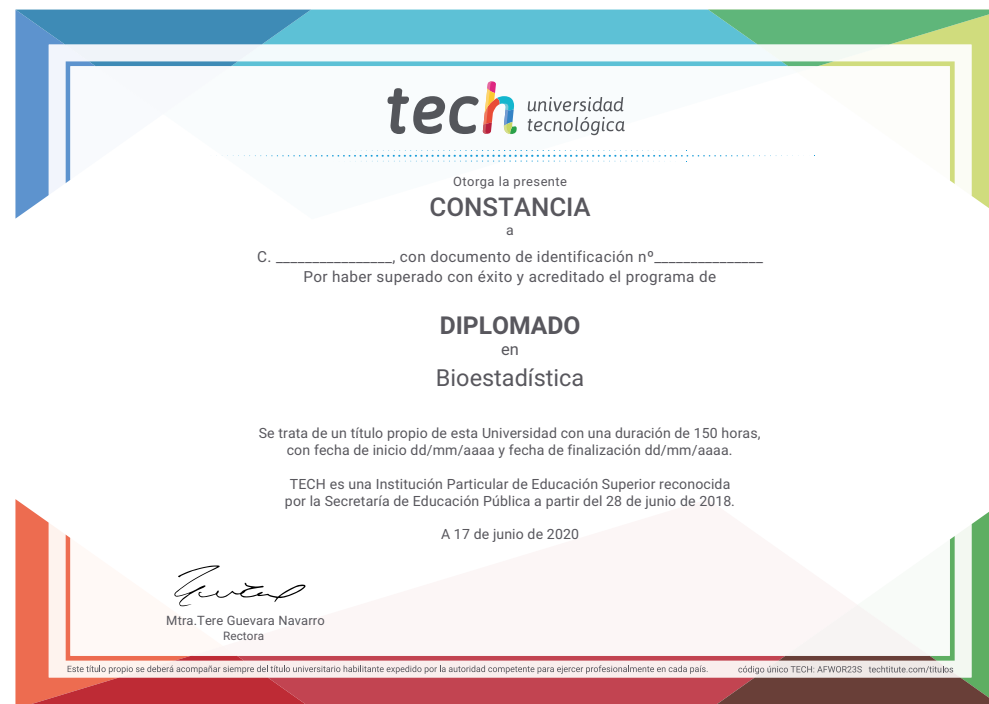 tech universidad
tecnológica
Otorga la presente
CONSTANCIA
a
C. ________________, con documento de identificación nº_______________
Por haber superado con éxito y acreditado el programa de
DIPLOMADO
en
Bioestadística
Se trata de un título propio de esta Universidad con una duración de 150 horas,
con fecha de inicio dd/mm/aaaa y fecha de finalización dd/mm/aaaa.
TECH es una Institución Particular de Educación Superior reconocida
por la Secretaría de Educación Pública a partir del 28 de junio de 2018.
A 17 de junio de 2020
Mtra.Tere Guevara Navarro
Rectora
Este título propio se deberá acompañar siempre del título universitario habilitante expedido por la autoridad competente para ejercer profesionalmente en cada país. código único TECH: AFWOR23S techtitute.com/titulos